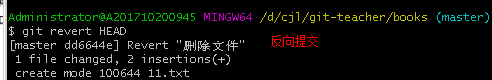 Administrator@A201710200945 MINGW64 /d/cjl/git-teacher/books (master)
$ git revert HEAD
反向提交
[master dd6644e] Revert "删除文件"
1 file changed, 2 insertions(+)
create mode 100644 11.txt